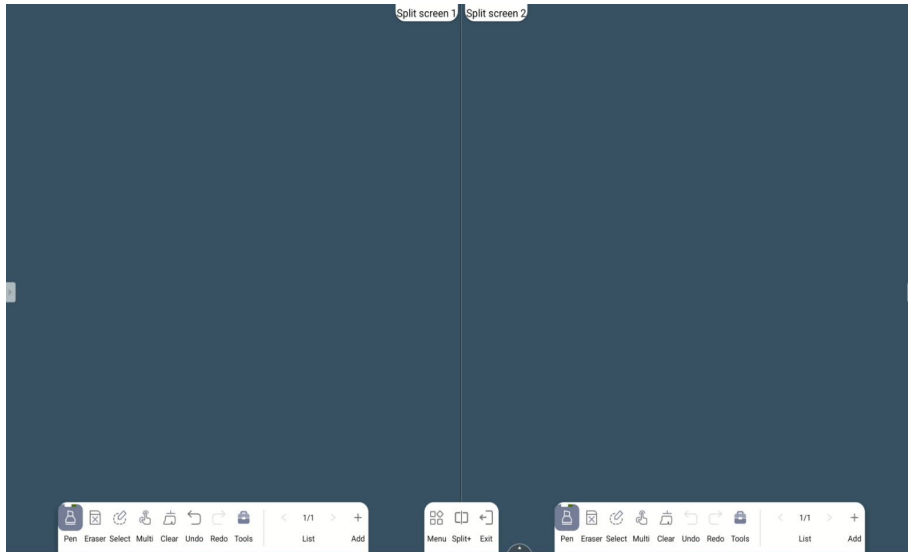 Split screen 1 Split screen 2
1/1 1/1
Pen Eraser Select Multi Clear Undo Redo Tools List Add Menu Split+ Exit Pen Eraser Select Multi Clear Undo Redo Tools List Add